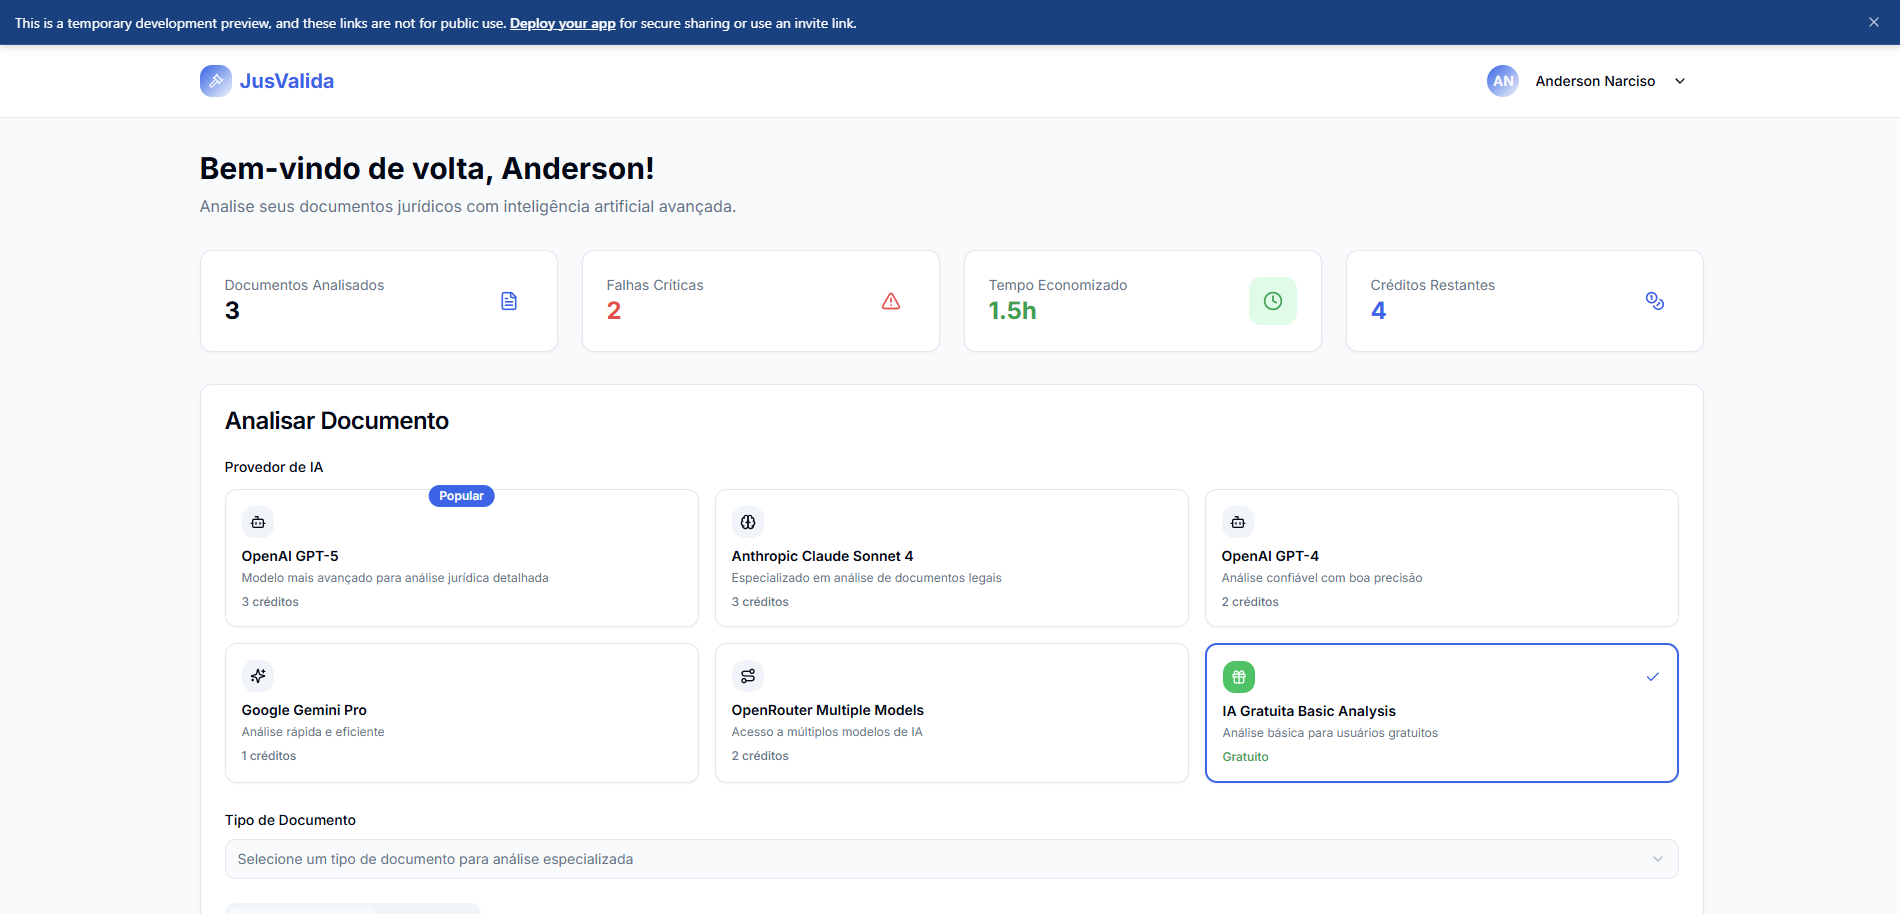 This is a temporary development preview, and these links are not for public use. Deploy your app for secure sharing or use an invite link.
JusValida
AN
Anderson Narciso
Bem-vindo de volta, Anderson!
Analise seus documentos jurídicos com inteligência artificial avançada.
Documentos Analisados
3
Falhas Críticas
2
Tempo Economizado
1.5h
Créditos Restantes
4
Analisar Documento
Provedor de IA
Popular
OpenAI GPT-5
Modelo mais avançado para análise jurídica detalhada
3 créditos
Anthropic Claude Sonnet 4
Especializado em análise de documentos legais
3 créditos
OpenAI GPT-4
Análise confiável com boa precisão
2 créditos
Google Gemini Pro
Análise rápida e eficiente
1 créditos
OpenRouter Multiple Models
Acesso a múltiplos modelos de IA
2 créditos
IA Gratuita Basic Analysis
Análise básica para usuários gratuitos
Gratuito
Tipo de Documento
Selecione um tipo de documento para análise especializada